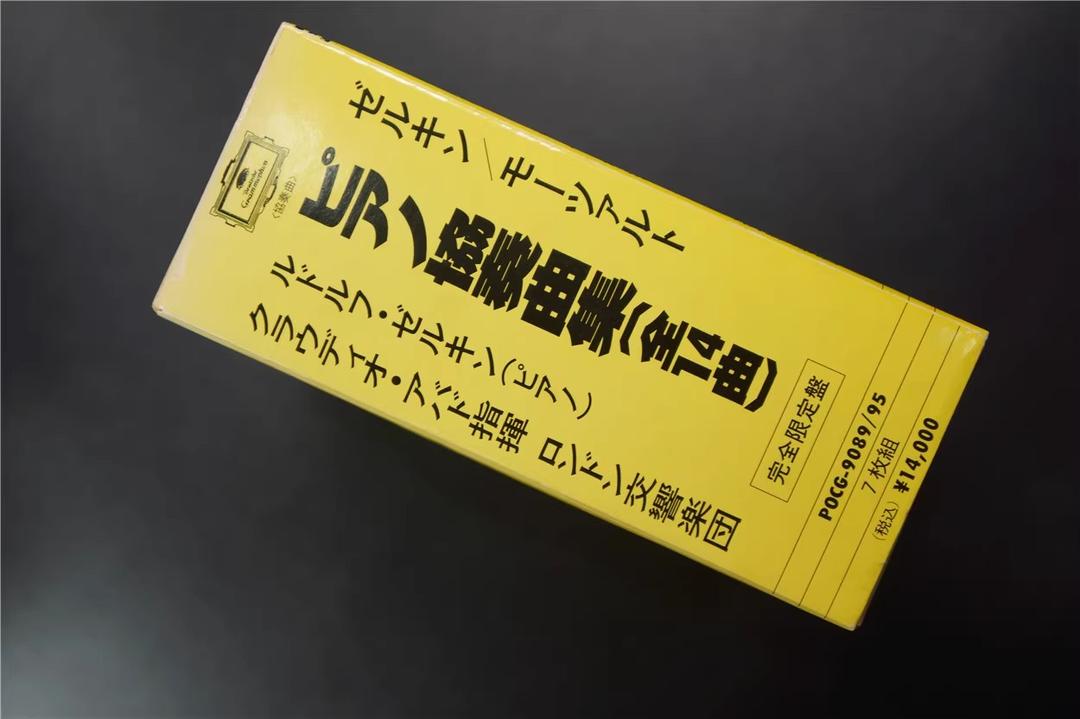 Deutsche
Grammophon
〈協奏曲〉
ゼルキン/モーツァルト
ピアノ協奏曲集(全14曲)
ルドルフ・ゼルキン(ピアノ)
クラウディオ・アバド指揮 ロンドン交響楽団
完全限定盤
POCG-9089/95
7枚組
(税込)¥14,000